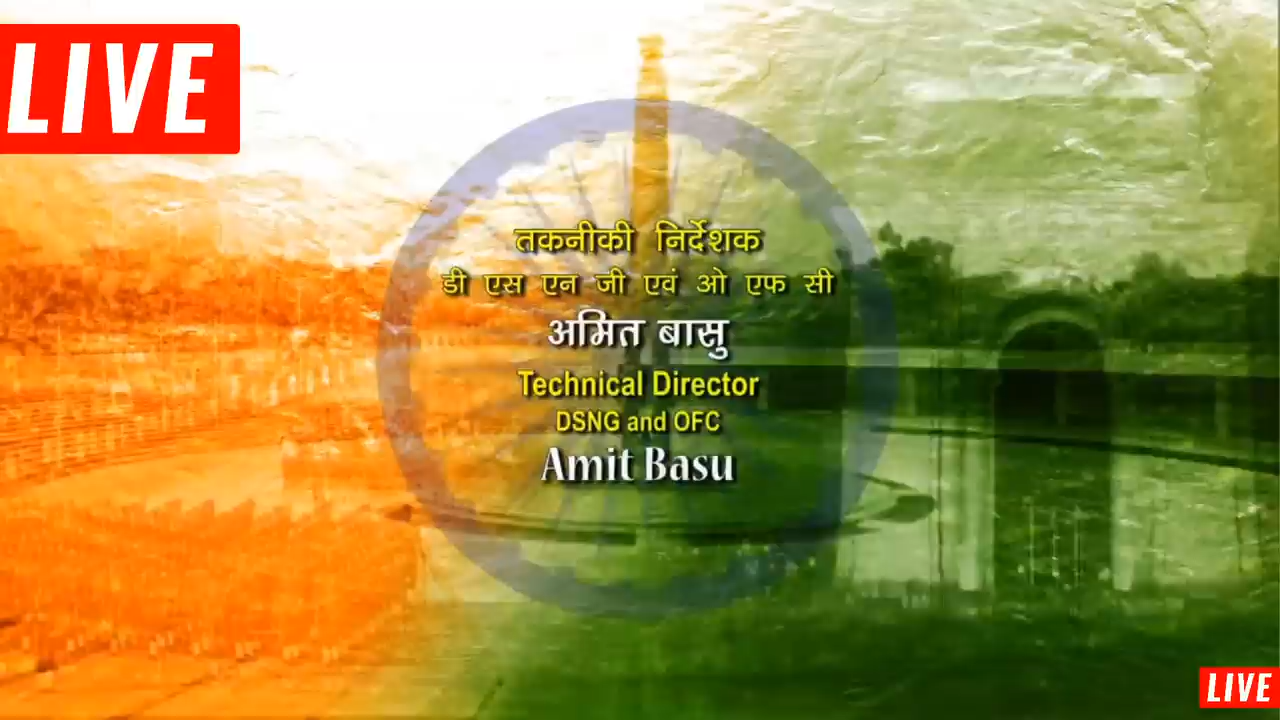 LIVE
तकनीकी निर्देशक
डी एस एन जी एवं ओ एफ सी
अमित बासु
Technical Director
DSNG and OFC
Amit Basu
LIVE